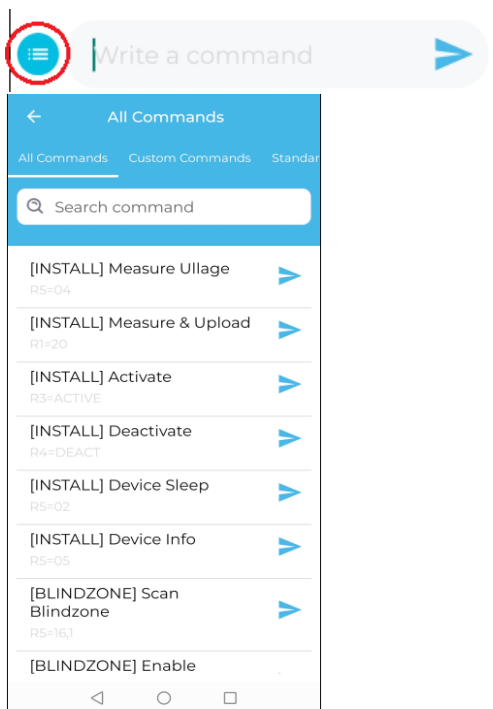 Write a command
All Commands
All Commands Custom Commands Standar
Search command
[INSTALL] Measure Ullage
R5=04
[INSTALL] Measure & Upload
R1=20
[INSTALL] Activate
R3=ACTIVE
[INSTALL] Deactivate
R4=DEACT
[INSTALL] Device Sleep
R5=02
[INSTALL] Device Info
R5=05
[BLINDZONE] Scan
Blindzone
R5=16,1
[BLINDZONE] Enable